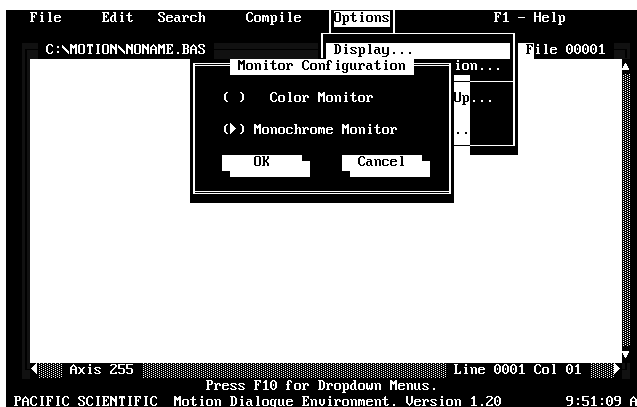 File Edit Search Compile Options F1 - Help
C:\MOTION\NONAME.BAS Display... File 00001
Monitor Configuration ion...
( ) Color Monitor Up...
( ) Monochrome Monitor ..
OK Cancel
Axis 255 Line 0001 Col 01
Press F10 for Dropdown Menus.
PACIFIC SCIENTIFIC Motion Dialogue Environment. Version 1.20 9:51:09 A